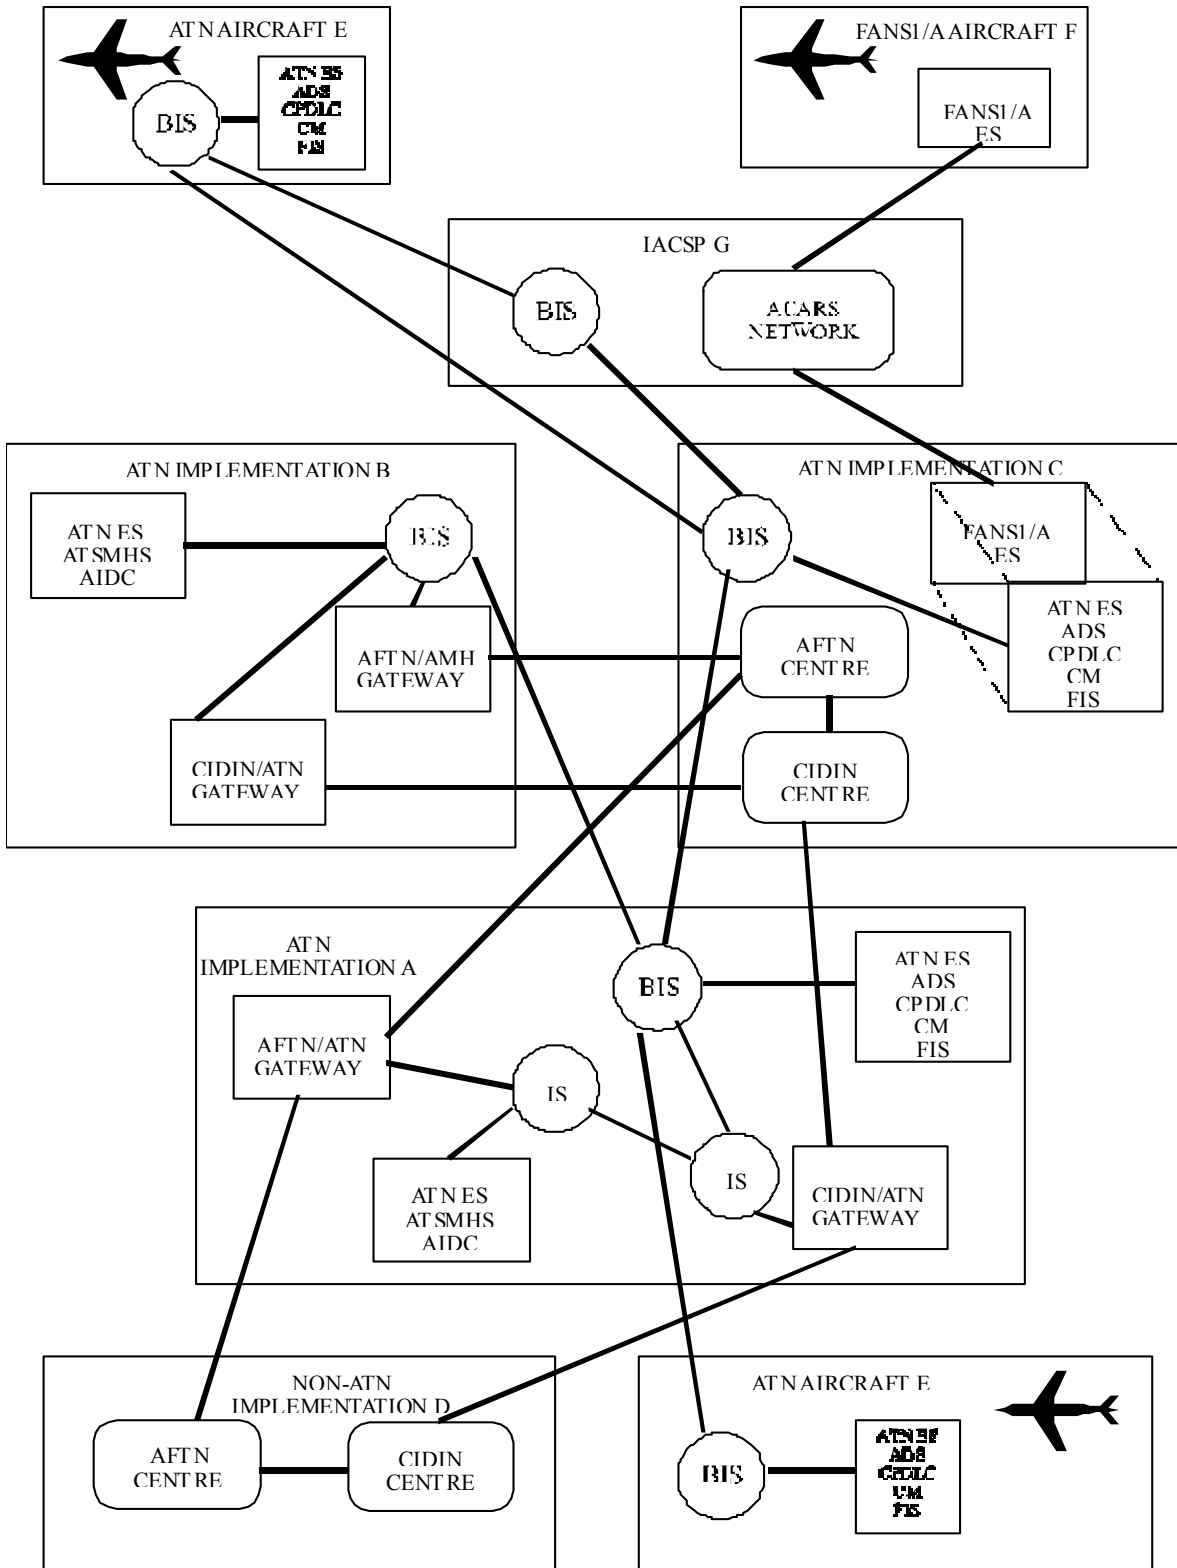 ATN AIRCRAFT E
ATN ES
ADS
CPDLC
CM
FIS
BIS
FANS1/A AIRCRAFT F
FANS1/A
ES
IACSP G
BIS
ACARS
NETWORK
ATN IMPLEMENTATION B
ATN ES
ATSMHS
AIDC
BIS
AFTN/AMH
GATEWAY
CIDIN/ATN
GATEWAY
ATN IMPLEMENTATION C
BIS
FANS1/A
ES
ATN ES
ADS
CPDLC
CM
FIS
AFTN
CENTRE
CIDIN
CENTRE
ATN
IMPLEMENTATION A
BIS
ATN ES
ADS
CPDLC
CM
FIS
AFTN/ATN
GATEWAY
IS
ATN ES
ATSMHS
AIDC
IS
CIDIN/ATN
GATEWAY
NON-ATN
IMPLEMENTATION D
AFTN
CENTRE
CIDIN
CENTRE
ATN AIRCRAFT E
BIS
ATN ES
ADS
CPDLC
CM
FIS